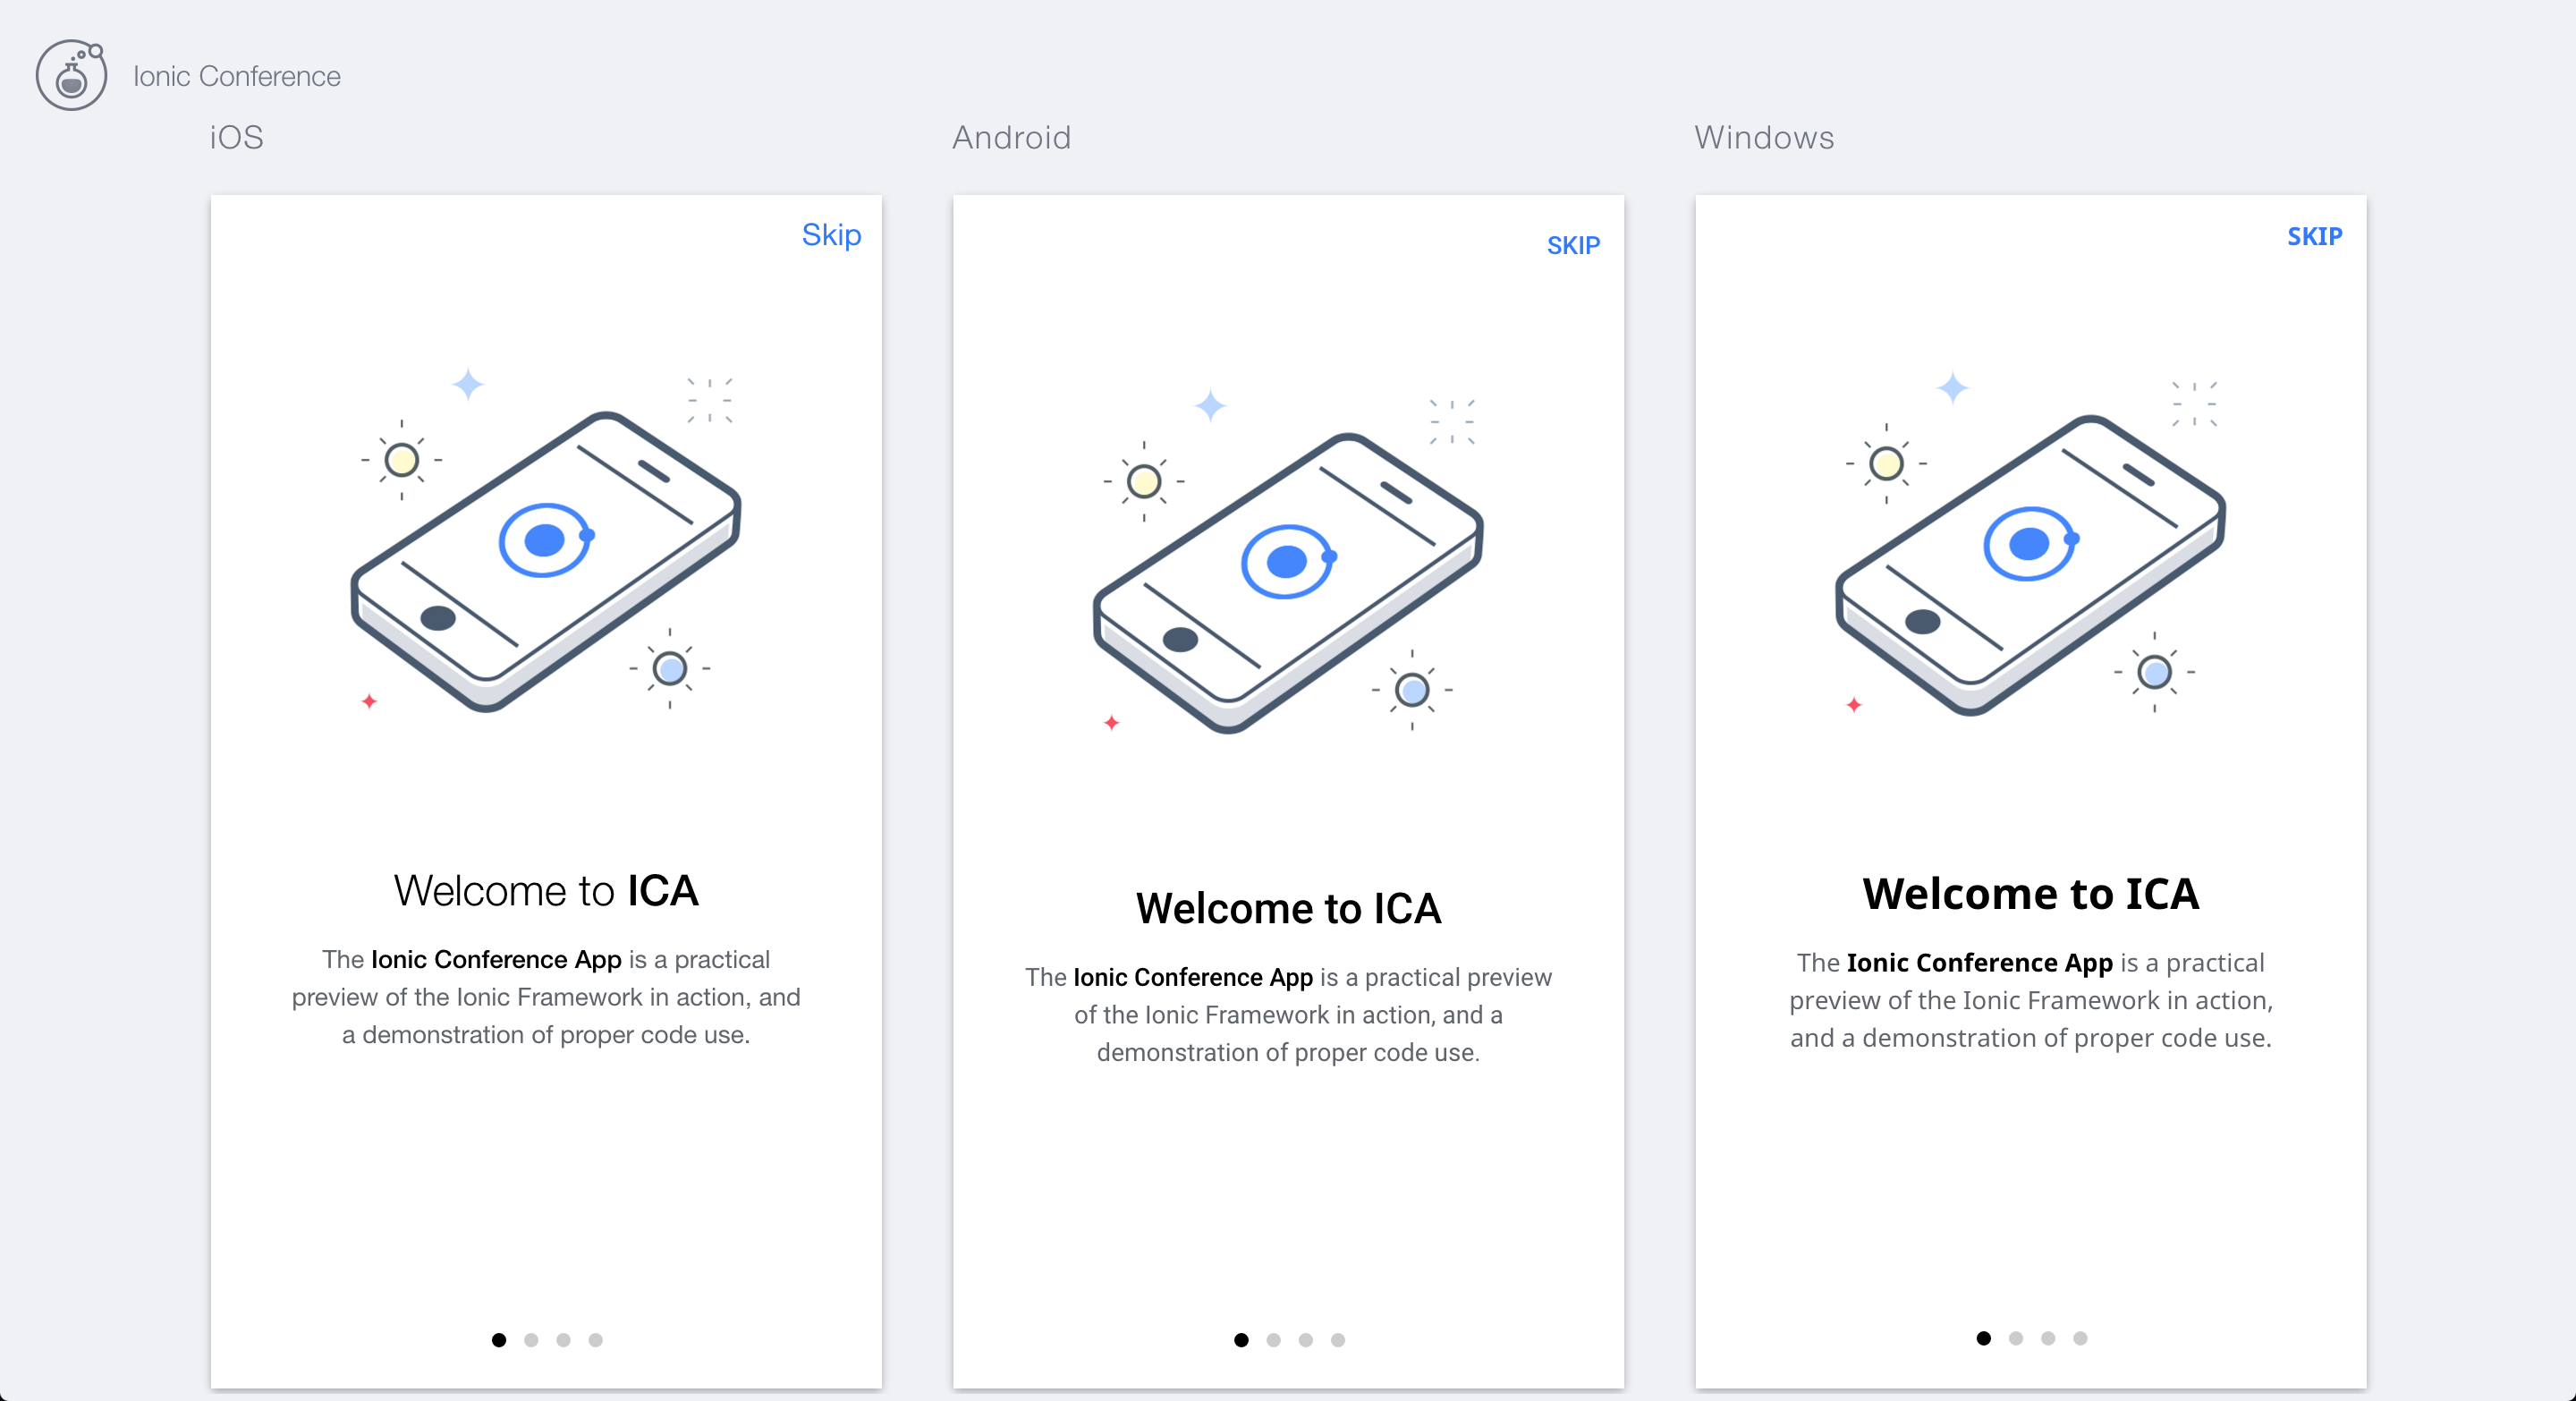 Ionic Conference
iOS
Skip
Welcome to ICA
The Ionic Conference App is a practical
preview of the Ionic Framework in action, and
a demonstration of proper code use.
Android
SKIP
Welcome to ICA
The Ionic Conference App is a practical preview
of the Ionic Framework in action, and a
demonstration of proper code use.
Windows
SKIP
Welcome to ICA
The Ionic Conference App is a practical
preview of the Ionic Framework in action,
and a demonstration of proper code use.